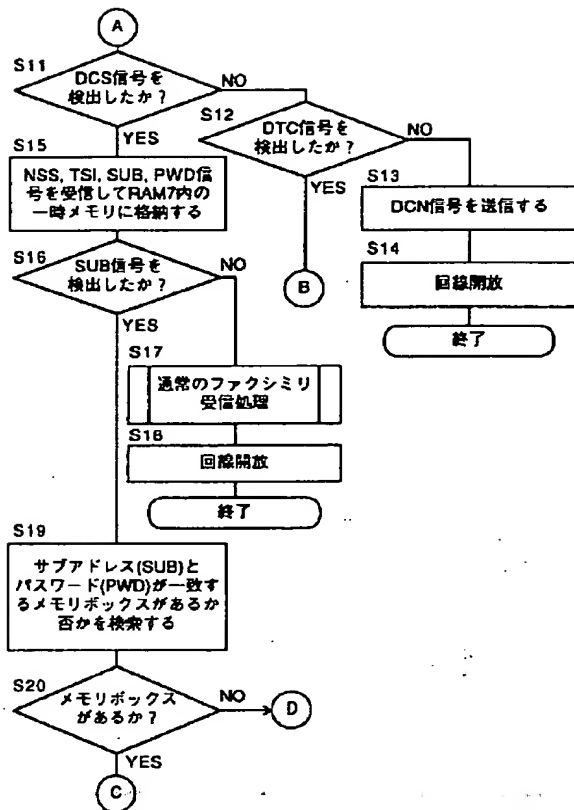 A
S11
DCS信号を
検出したか？
NO
YES
S12
DTC信号を
検出したか？
NO
YES
S13
DCN信号を送信する
S14
回線開放
終了
B
S15
NSS, TSI, SUB, PWD信
号を受信してRAM7内の
一時メモリに格納する
S16
SUB信号を
検出したか？
NO
YES
S17
通常のファクシミリ
受信処理
S18
回線開放
終了
S19
サブアドレス(SUB)と
パスワード(PWD)が一致す
るメモリボックスがあるか
否かを検索する
S20
メモリボックス
があるか？
NO
D
YES
C